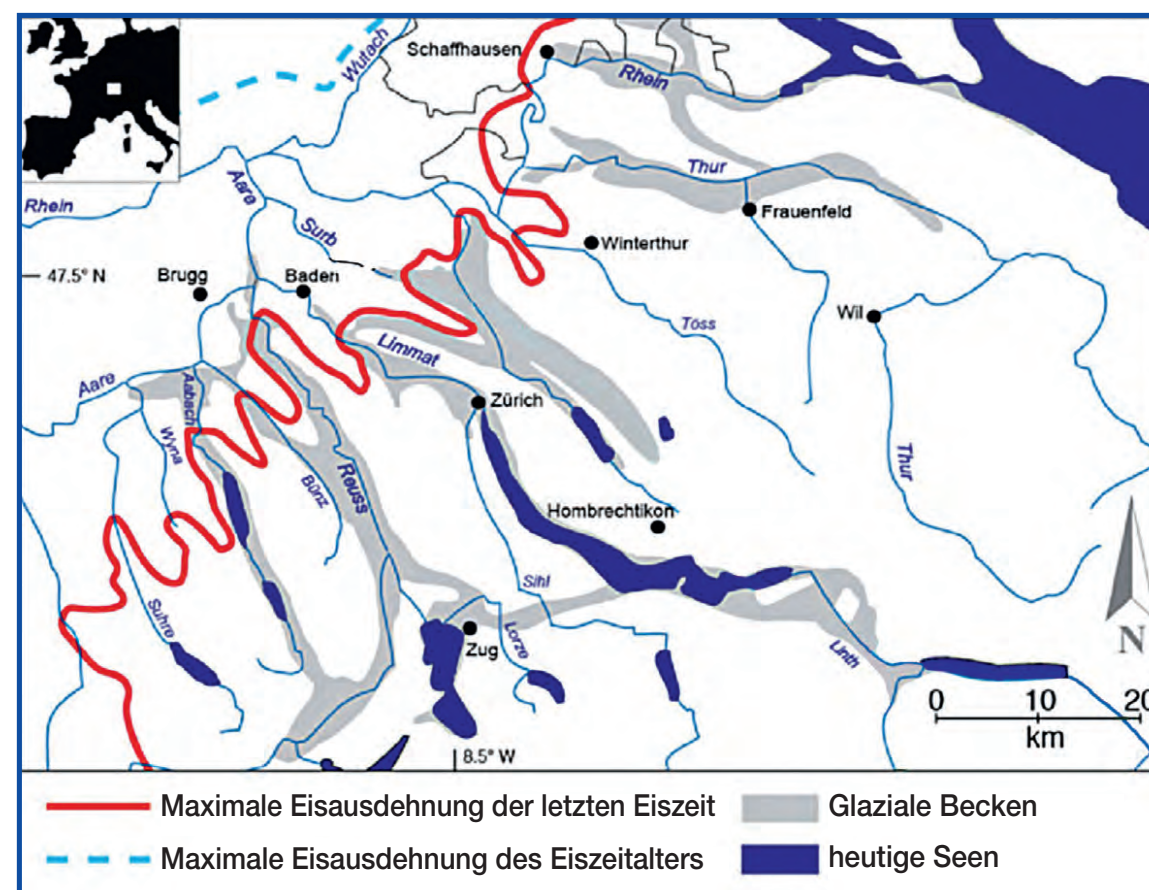 Schaffhausen
Wutach
Rhein
Thur
Aare
Rhein
Frauenfeld
Surb
Winterthur
47.5° N
Brugg
Baden
Wil
Töss
Limmat
Aare
Aabach
Zürich
Wyna
Thur
Reuss
Bünz
Hombrechtikon
Sihl
Suhre
Lorze
Zug
Linth
N
0 10 20
km
8.5° W
Maximale Eisausdehnung der letzten Eiszeit
Glaziale Becken
Maximale Eisausdehnung des Eiszeitalters
heutige Seen